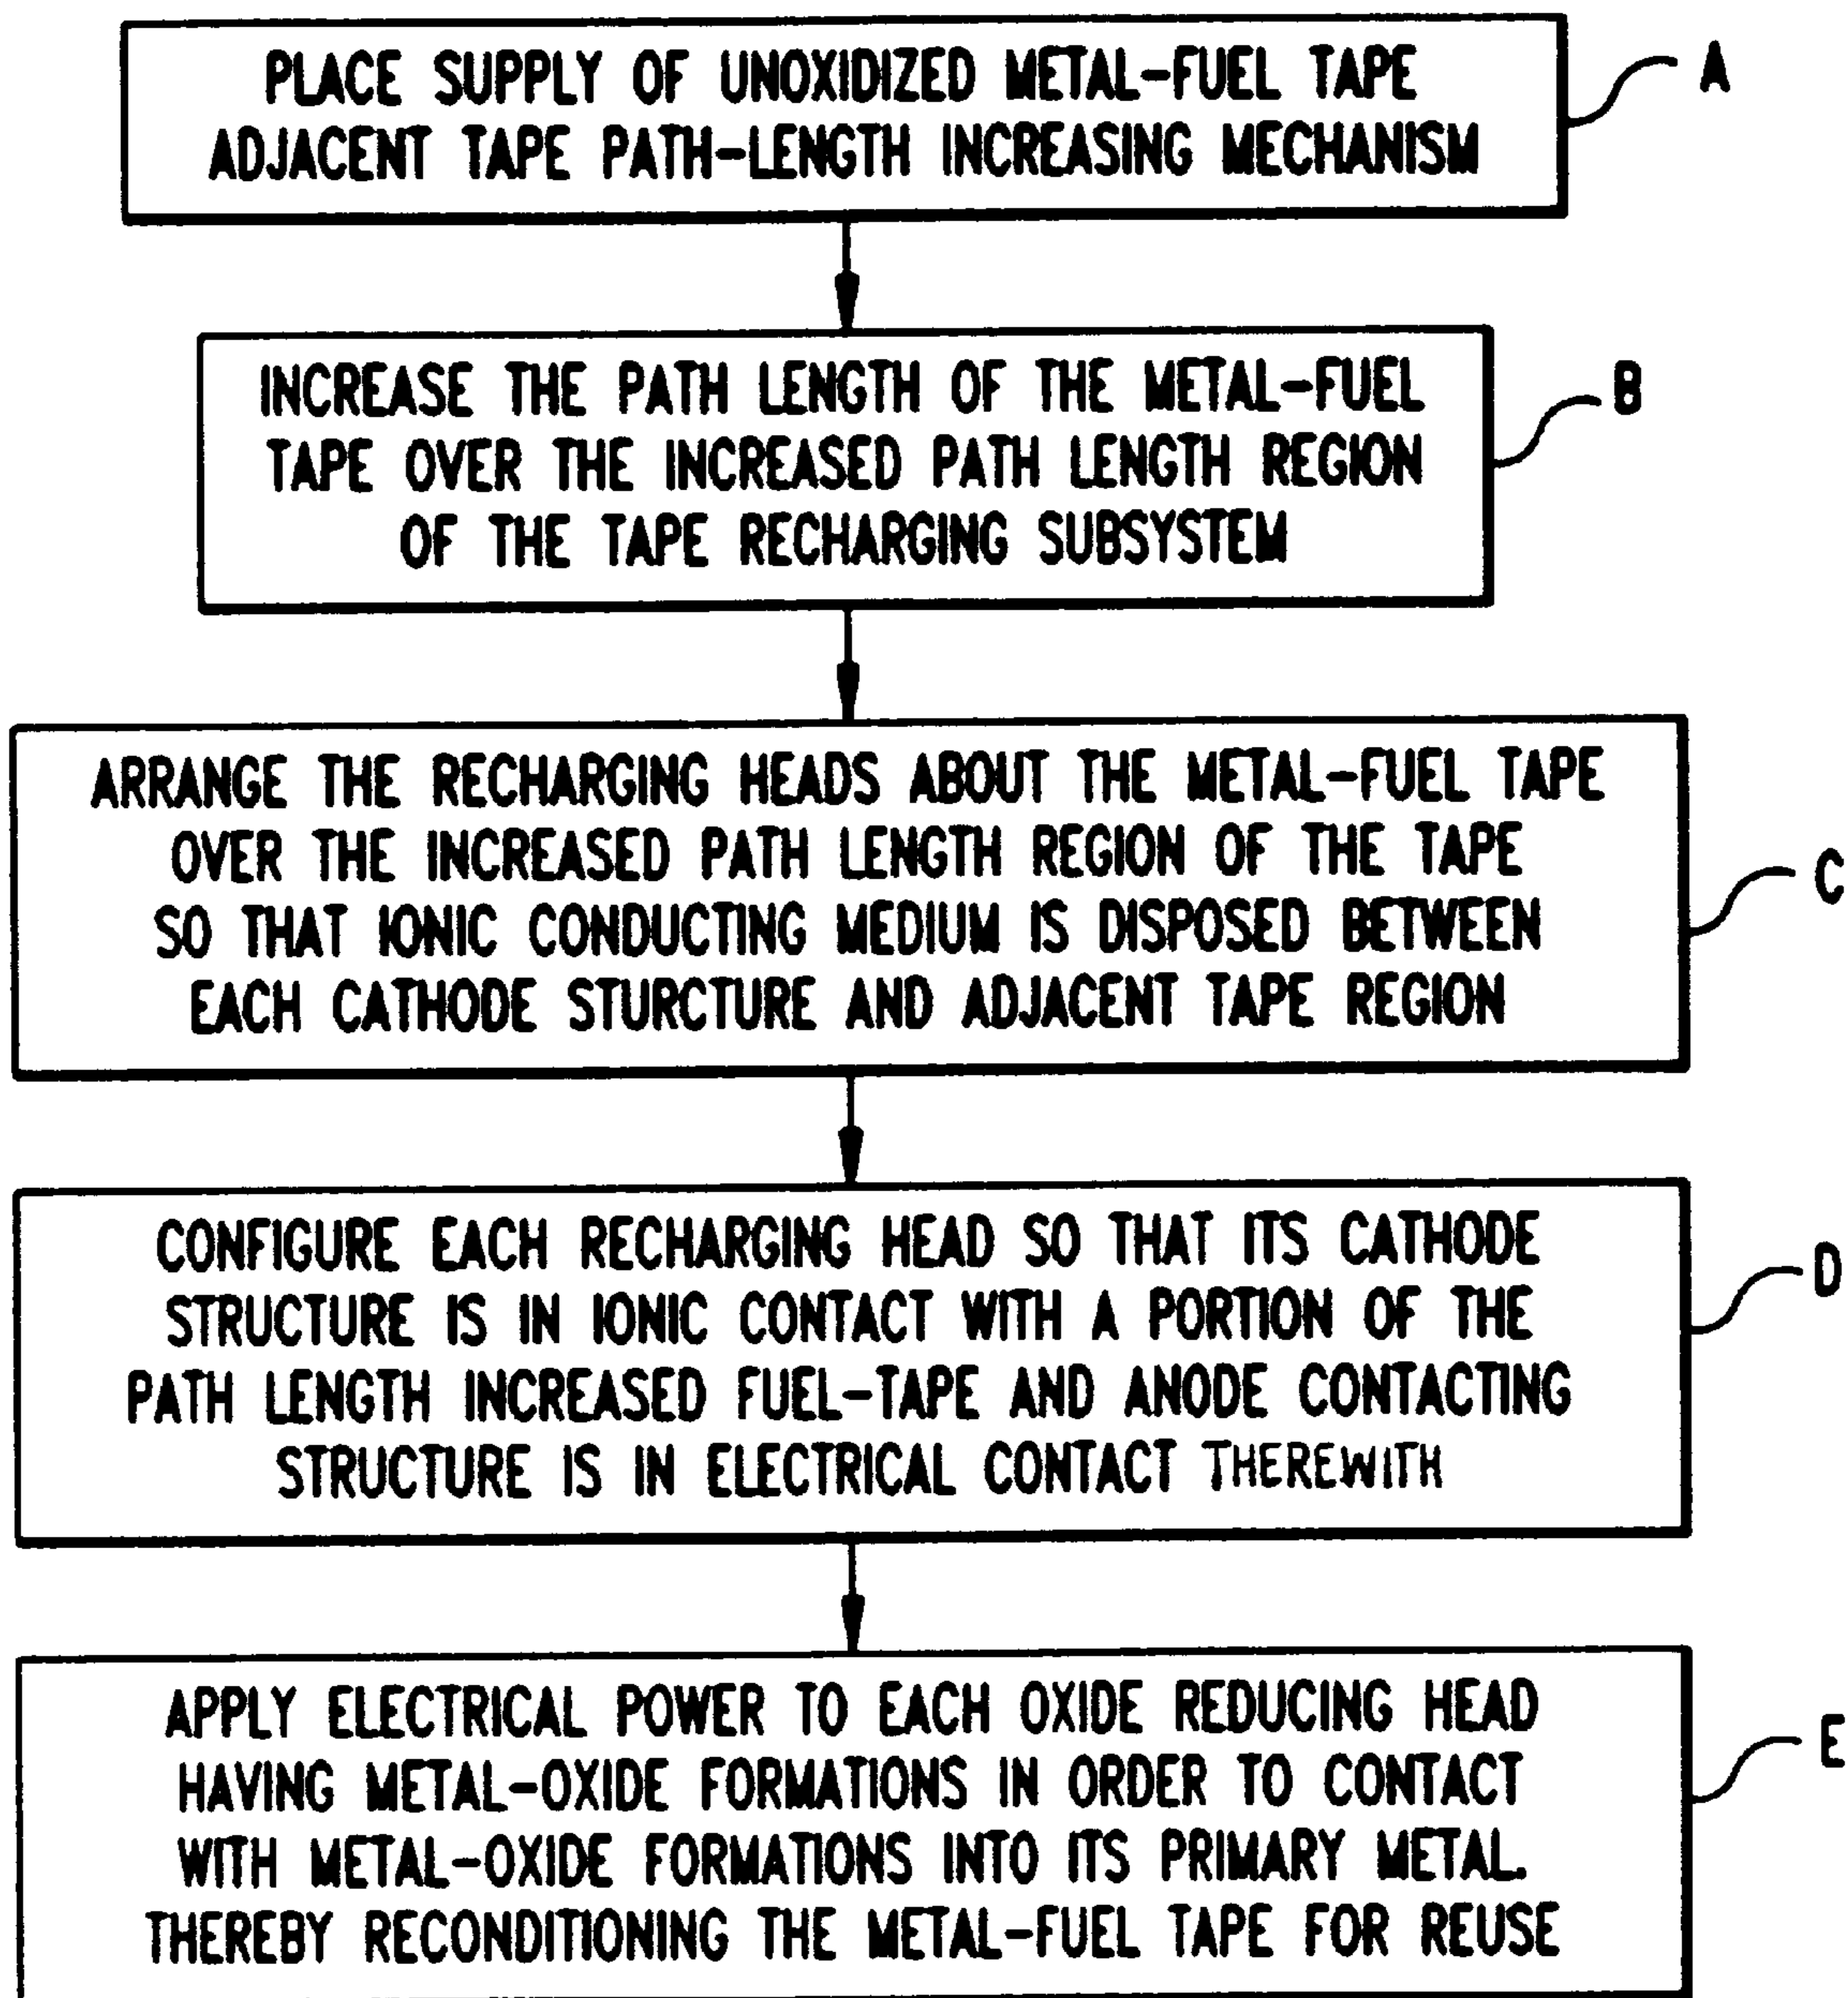 PLACE SUPPLY OF UNOXIDIZED METAL-FUEL TAPE
ADJACENT TAPE PATH-LENGTH INCREASING MECHANISM
A
INCREASE THE PATH LENGTH OF THE METAL-FUEL
TAPE OVER THE INCREASED PATH LENGTH REGION
OF THE TAPE RECHARGING SUBSYSTEM
B
ARRANGE THE RECHARGING HEADS ABOUT THE METAL-FUEL TAPE
OVER THE INCREASED PATH LENGTH REGION OF THE TAPE
SO THAT IONIC CONDUCTING MEDIUM IS DISPOSED BETWEEN
EACH CATHODE STURCTURE AND ADJACENT TAPE REGION
C
CONFIGURE EACH RECHARGING HEAD SO THAT ITS CATHODE
STRUCTURE IS IN IONIC CONTACT WITH A PORTION OF THE
PATH LENGTH INCREASED FUEL-TAPE AND ANODE CONTACTING
STRUCTURE IS IN ELECTRICAL CONTACT THEREWITH
D
APPLY ELECTRICAL POWER TO EACH OXIDE REDUCING HEAD
HAVING METAL-OXIDE FORMATIONS IN ORDER TO CONTACT
WITH METAL-OXIDE FORMATIONS INTO ITS PRIMARY METAL.
THEREBY RECONDITIONING THE METAL-FUEL TAPE FOR REUSE
E